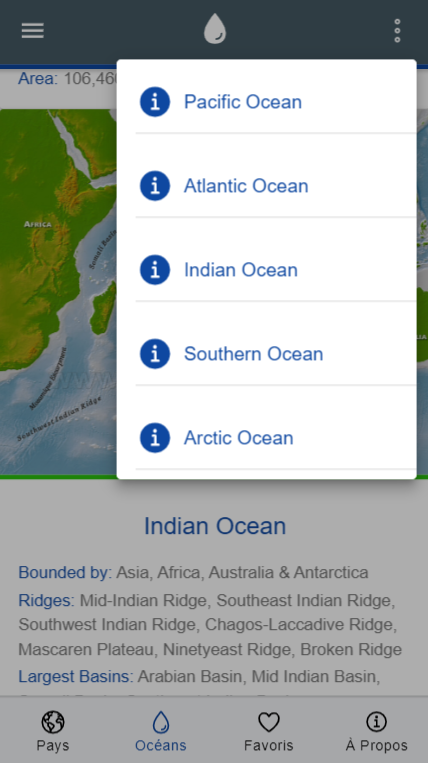 Area: 106,46
Pacific Ocean
Atlantic Ocean
Indian Ocean
Southern Ocean
Arctic Ocean
AFRICA
Somali Basin
Mozambique Escarpment
Southwest Indian Ridge
Indian Ocean
Bounded by: Asia, Africa, Australia & Antarctica
Ridges: Mid-Indian Ridge, Southeast Indian Ridge,
Southwest Indian Ridge, Chagos-Laccadive Ridge,
Mascaren Plateau, Ninetyeast Ridge, Broken Ridge
Largest Basins: Arabian Basin, Mid Indian Basin,
Pays
Océans
Favoris
À Propos